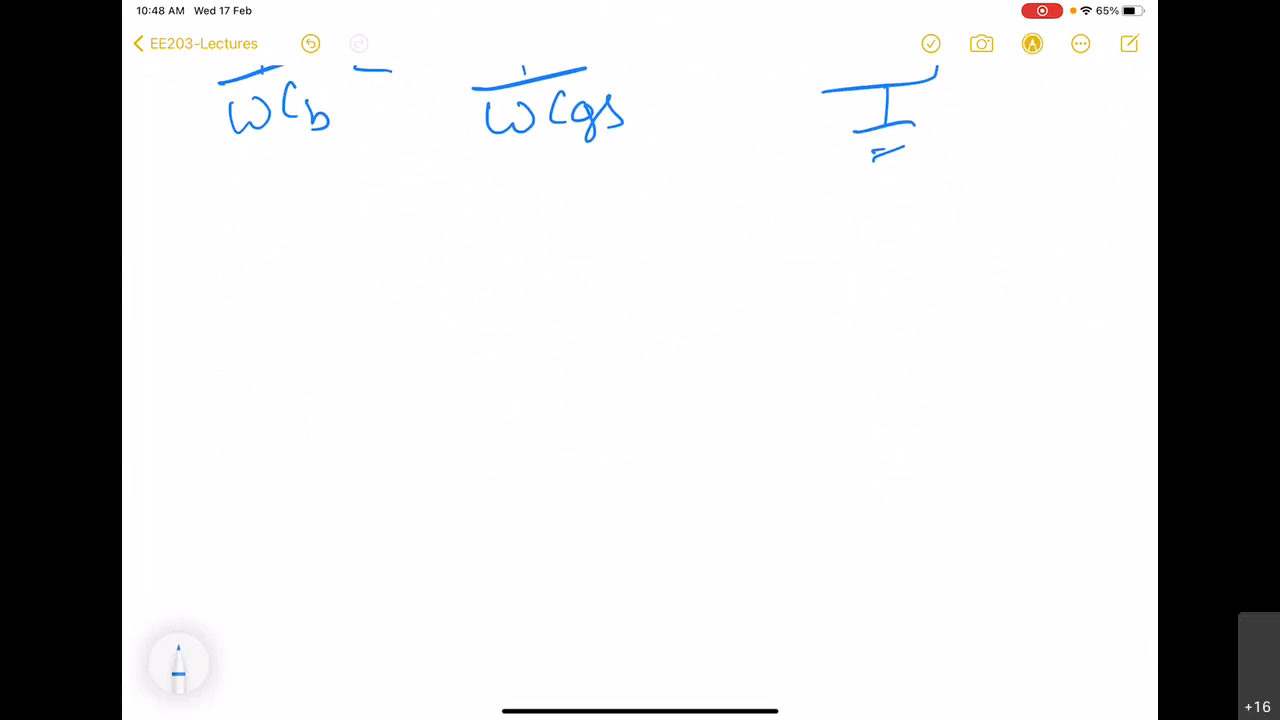 10:48 AM Wed 17 Feb 65%
EE203-Lectures
ωCb ωCgs
+16